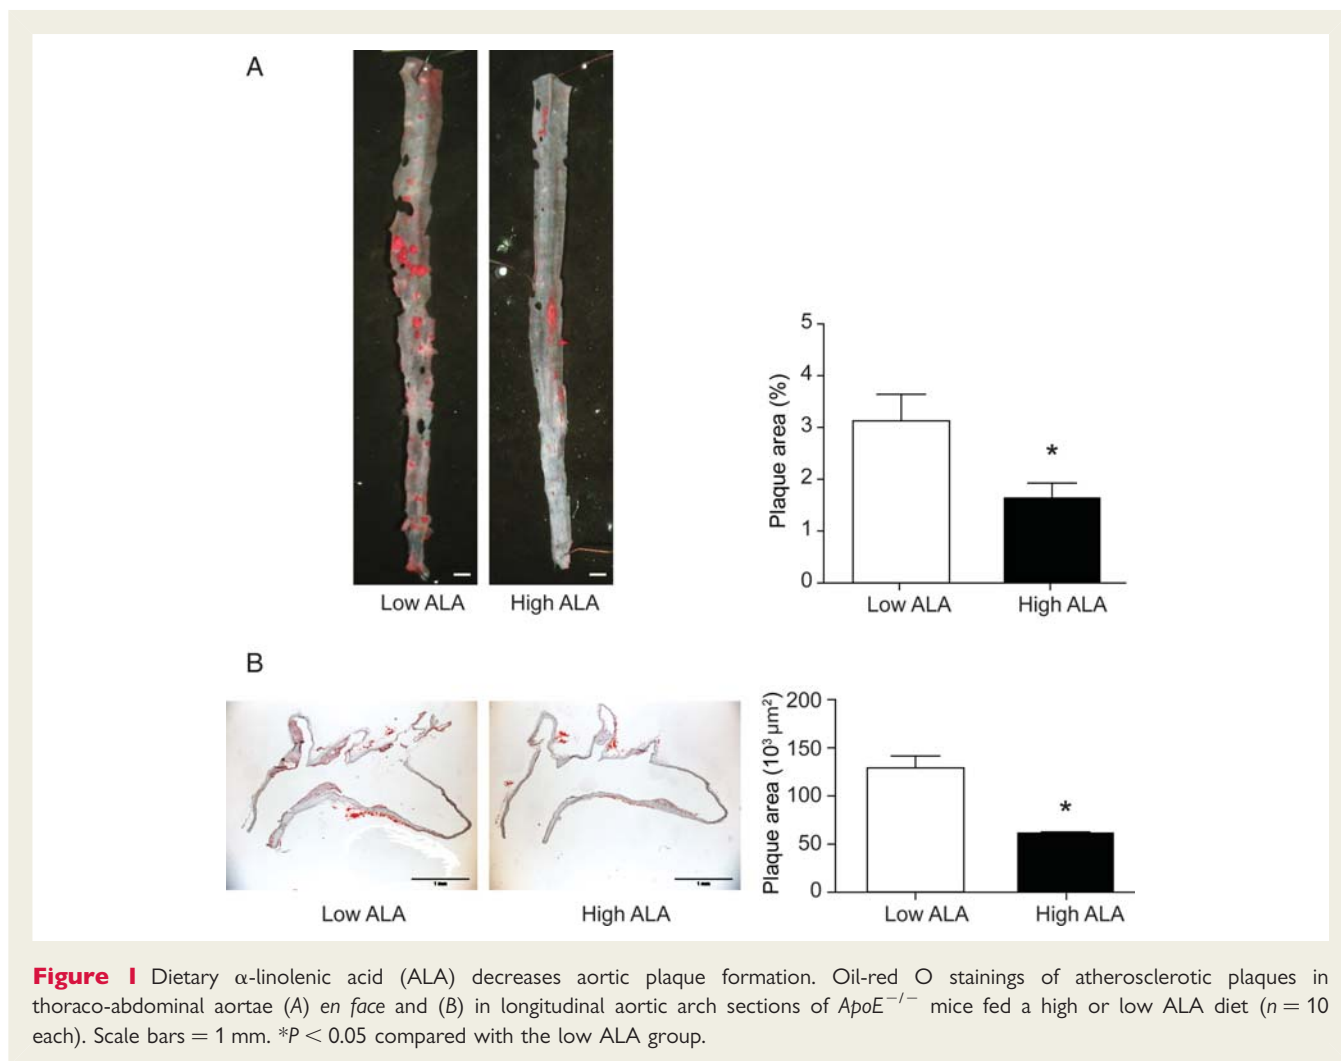 A
Low ALA
High ALA
Plaque area (%)
5
4
3
2
1
0
*
Low ALA
High ALA
B
1 mm
1 mm
Low ALA
High ALA
Plaque area (10³ µm²)
200
150
100
50
0
*
Low ALA
High ALA
Figure 1 Dietary α-linolenic acid (ALA) decreases aortic plaque formation. Oil-red O stainings of atherosclerotic plaques in
thoraco-abdominal aortae (A) en face and (B) in longitudinal aortic arch sections of ApoE⁻/⁻ mice fed a high or low ALA diet (n = 10
each). Scale bars = 1 mm. *P < 0.05 compared with the low ALA group.